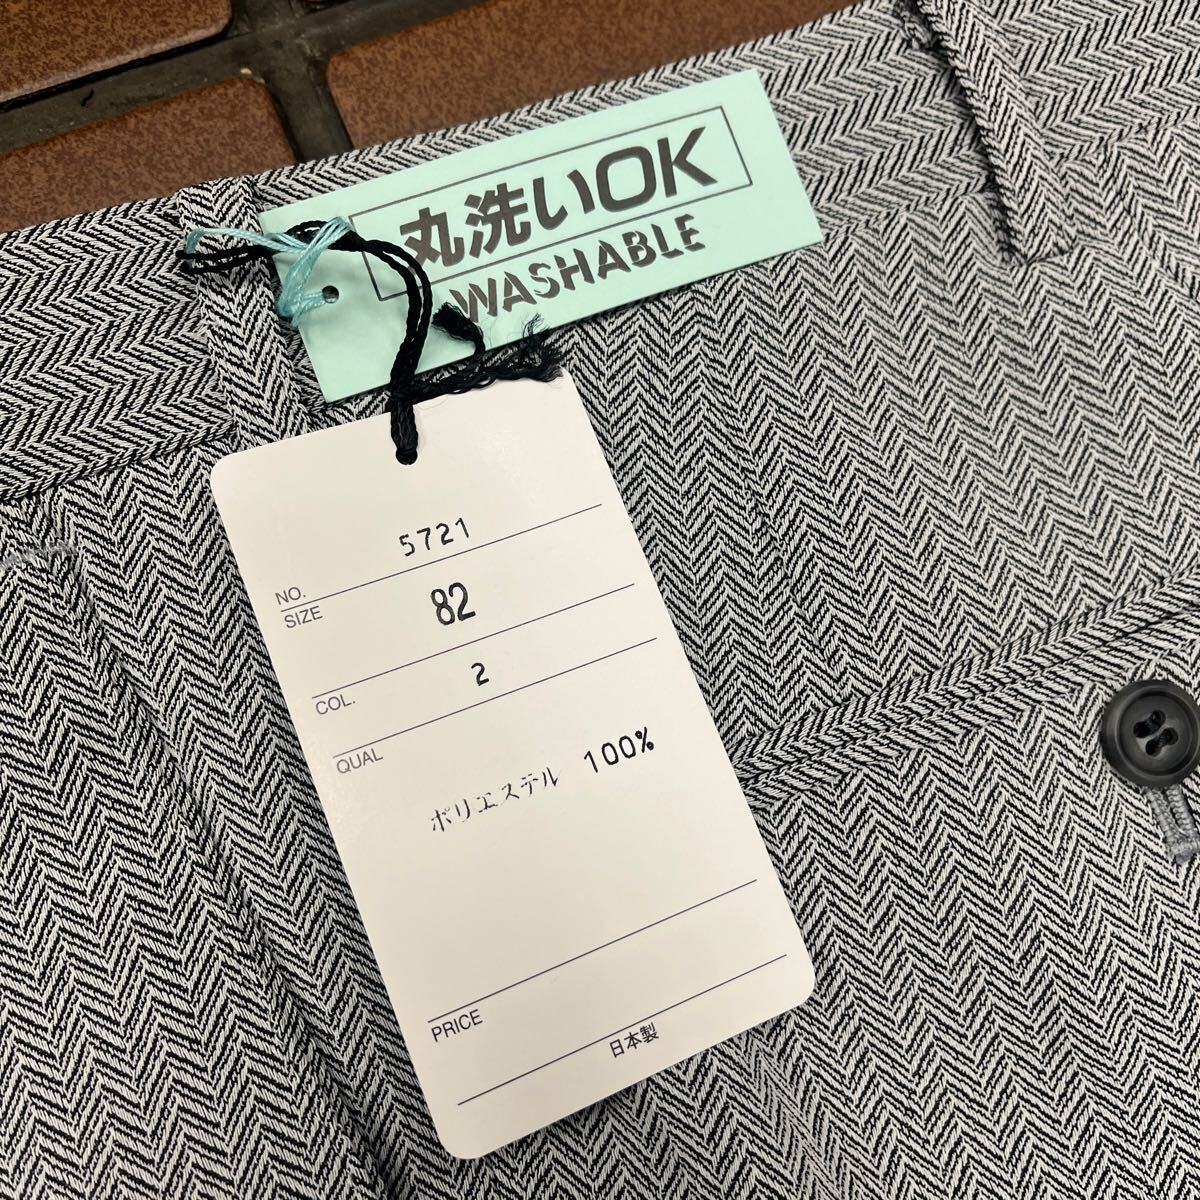 丸洗いOK
WASHABLE
5721
NO.
SIZE 82
COL. 2
QUAL
ポリエステル 100%
PRICE
日本製